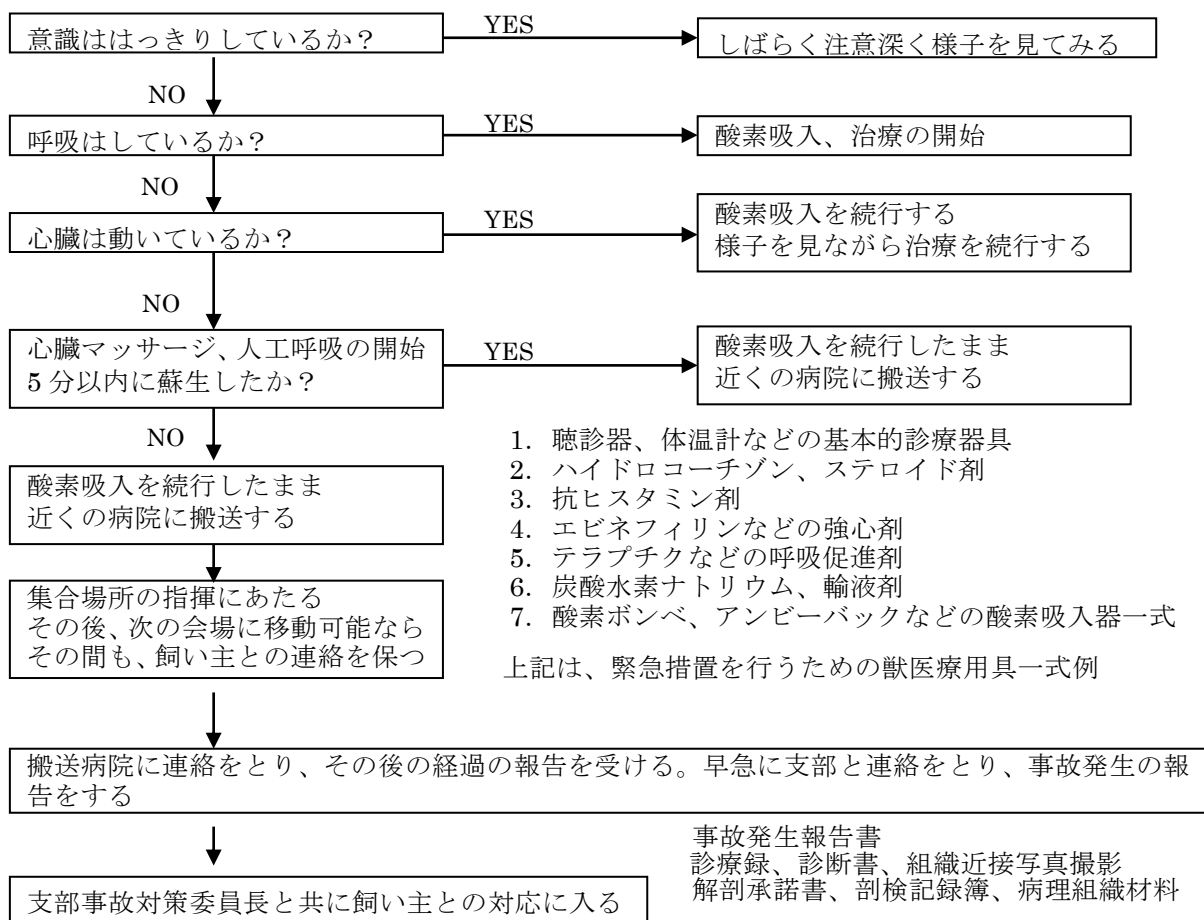 意識ははっきりしているか？
YES
しばらく注意深く様子を見てみる
NO
呼吸はしているか？
YES
酸素吸入、治療の開始
NO
心臓は動いているか？
YES
酸素吸入を続行する
様子を見ながら治療を続行する
NO
心臓マッサージ、人工呼吸の開始
5 分以内に蘇生したか？
YES
酸素吸入を続行したまま
近くの病院に搬送する
NO
酸素吸入を続行したまま
近くの病院に搬送する
1. 聴診器、体温計などの基本的診療器具
2. ハイドロコーチゾン、ステロイド剤
3. 抗ヒスタミン剤
4. エビネフィリンなどの強心剤
5. テラプチクなどの呼吸促進剤
6. 炭酸水素ナトリウム、輸液剤
7. 酸素ボンベ、アンビーバックなどの酸素吸入器一式
上記は、緊急措置を行うための獣医療用具一式例
集合場所の指揮にあたる
その後、次の会場に移動可能なら
その間も、飼い主との連絡を保つ
搬送病院に連絡をとり、その後の経過の報告を受ける。早急に支部と連絡をとり、事故発生の報
告をする
事故発生報告書
診療録、診断書、組織近接写真撮影
解剖承諾書、剖検記録簿、病理組織材料
支部事故対策委員長と共に飼い主との対応に入る